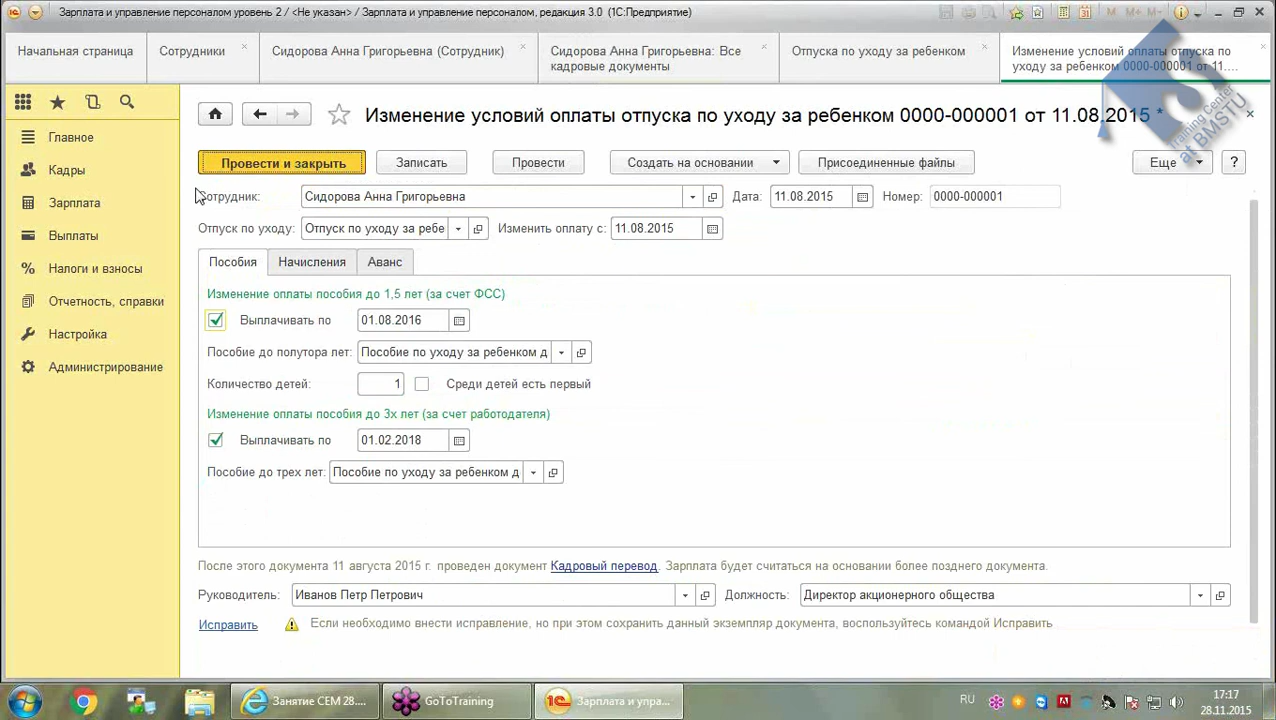 Зарплата и управление персоналом уровень 2 / <Не указан> / Зарплата и управление персоналом, редакция 3.0 (1С:Предприятие)
M M+ M-
Начальная страница
Сотрудники
Сидорова Анна Григорьевна (Сотрудник)
Сидорова Анна Григорьевна: Все
кадровые документы
Отпуска по уходу за ребенком
Изменение условий оплаты отпуска по
уходу за ребенком 0000-000001 от 11....
Training Center
at BMSTU
Изменение условий оплаты отпуска по уходу за ребенком 0000-000001 от 11.08.2015 *
Главное
Кадры
Зарплата
Выплаты
Налоги и взносы
Отчетность, справки
Настройка
Администрирование
Провести и закрыть
Записать
Провести
Создать на основании
Присоединенные файлы
Еще
?
Сотрудник: Сидорова Анна Григорьевна Дата: 11.08.2015 Номер: 0000-000001
Отпуск по уходу: Отпуск по уходу за ребе Изменить оплату с: 11.08.2015
Пособия
Начисления
Аванс
Изменение оплаты пособия до 1,5 лет (за счет ФСС)
Выплачивать по 01.08.2016
Пособие до полутора лет: Пособие по уходу за ребенком д
Количество детей: 1 Среди детей есть первый
Изменение оплаты пособия до 3х лет (за счет работодателя)
Выплачивать по 01.02.2018
Пособие до трех лет: Пособие по уходу за ребенком д
После этого документа 11 августа 2015 г. проведен документ Кадровый перевод. Зарплата будет считаться на основании более позднего документа.
Руководитель: Иванов Петр Петрович Должность: Директор акционерного общества
Исправить Если необходимо внести исправление, но при этом сохранить данный экземпляр документа, воспользуйтесь командой Исправить
Занятие СЕМ 28....
GoToTraining
Зарплата и упра...
RU
17:17
28.11.2015